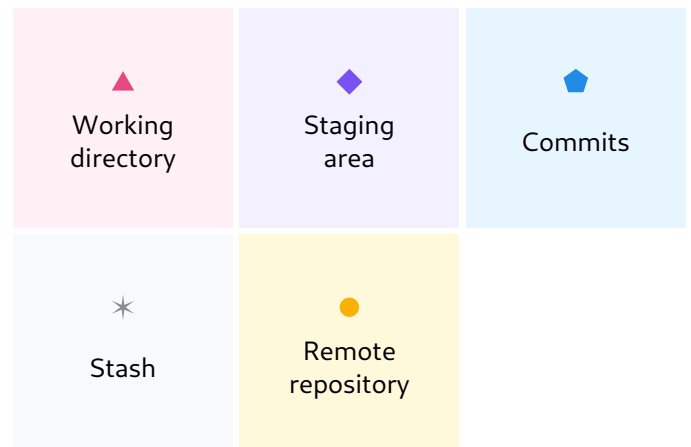 Working
directory
Staging
area
Commits
Stash
Remote
repository